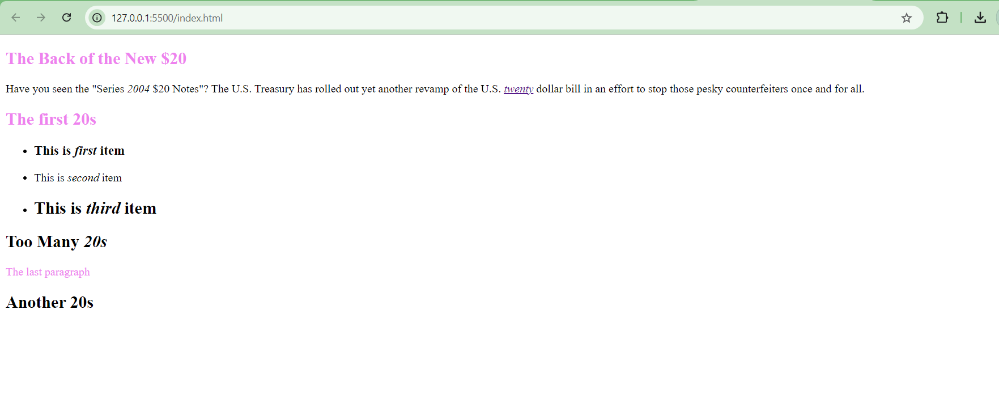 127.0.0.1:5500/index.html
The Back of the New $20
Have you seen the "Series 2004 $20 Notes"? The U.S. Treasury has rolled out yet another revamp of the U.S. twenty dollar bill in an effort to stop those pesky counterfeiters once and for all.
The first 20s
This is first item
This is second item
This is third item
Too Many 20s
The last paragraph
Another 20s